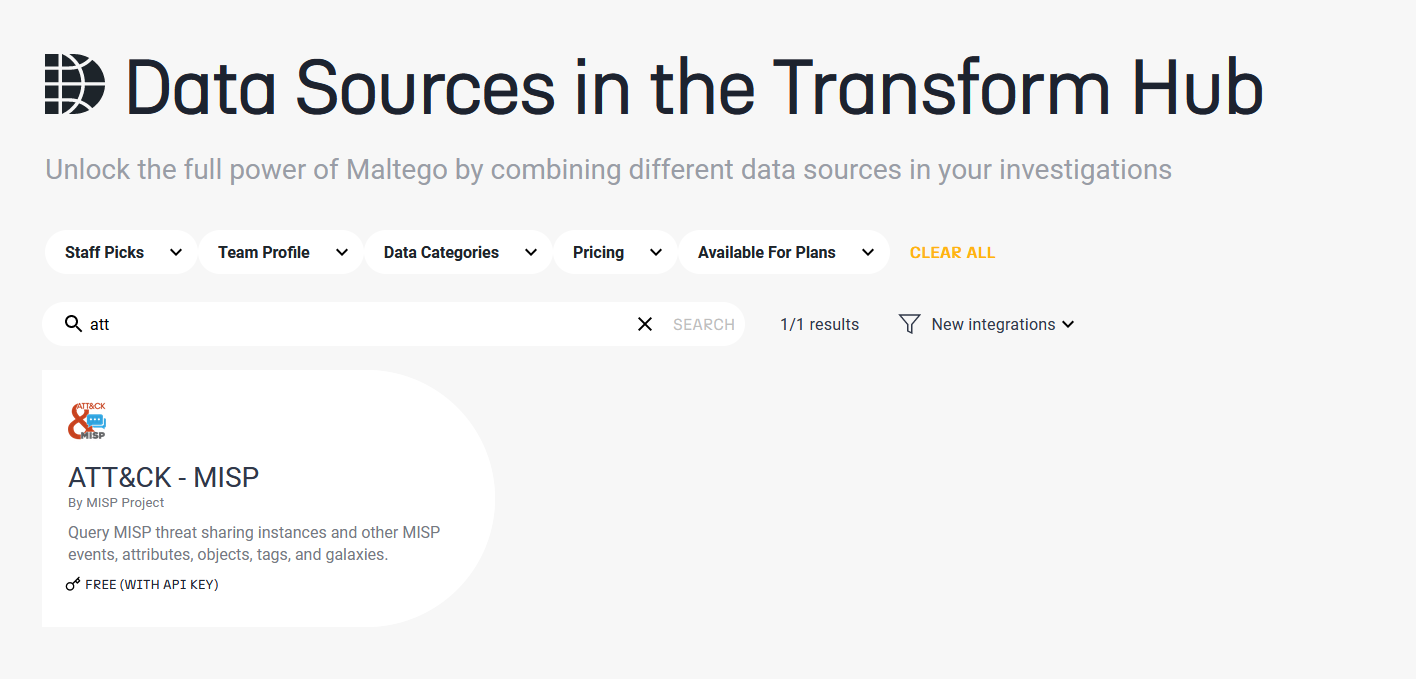 Data Sources in the Transform Hub
Unlock the full power of Maltego by combining different data sources in your investigations
Staff Picks Team Profile Data Categories Pricing Available For Plans CLEAR ALL
att SEARCH 1/1 results New integrations
ATT&CK
&
MISP
ATT&CK - MISP
By MISP Project
Query MISP threat sharing instances and other MISP
events, attributes, objects, tags, and galaxies.
FREE (WITH API KEY)